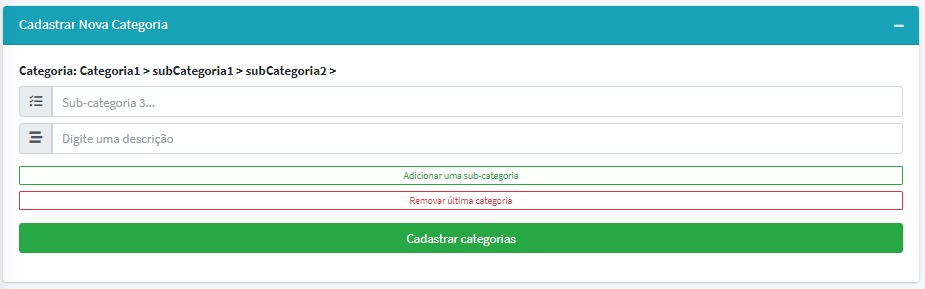 Cadastrar Nova Categoria
Categoria: Categoria1 > subCategoria1 > subCategoria2 >
Sub-categoria 3...
Digite uma descrição
Adicionar uma sub-categoria
Removar última categoria
Cadastrar categorias